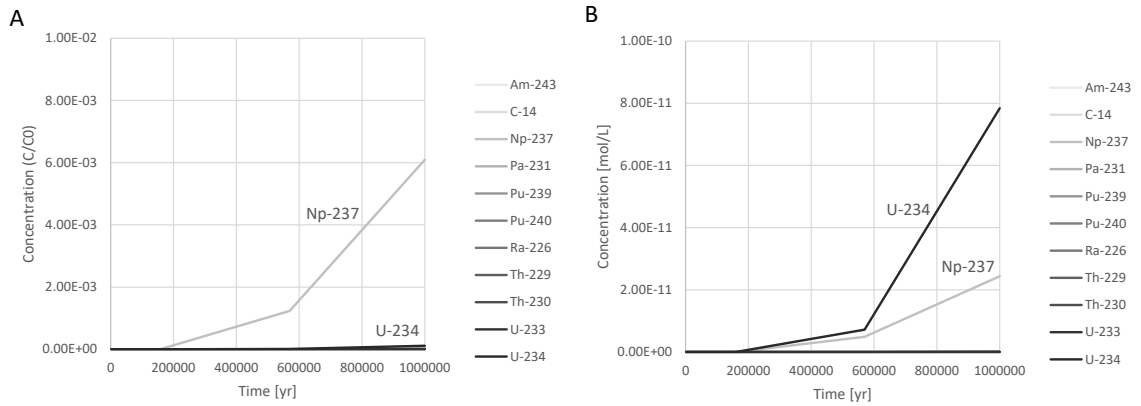 A
1.00E-02
8.00E-03
6.00E-03
4.00E-03
2.00E-03
0.00E+00
Concentration (C/C0)
0
200000
400000
600000
800000
1000000
Time [yr]
Np-237
U-234
Am-243
C-14
Np-237
Pa-231
Pu-239
Pu-240
Ra-226
Th-229
Th-230
U-233
U-234
B
1.00E-10
8.00E-11
6.00E-11
4.00E-11
2.00E-11
0.00E+00
Concentration [mol/L]
0
200000
400000
600000
800000
1000000
Time [yr]
U-234
Np-237
Am-243
C-14
Np-237
Pa-231
Pu-239
Pu-240
Ra-226
Th-229
Th-230
U-233
U-234